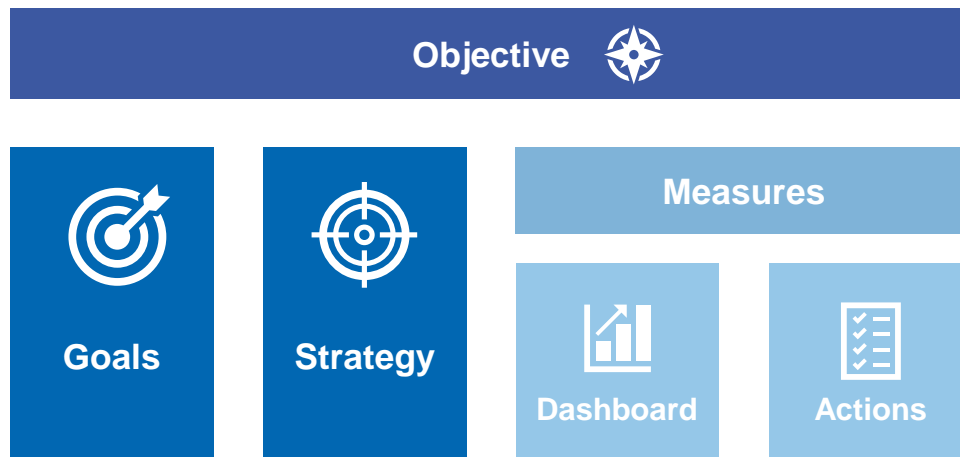 Objective
Goals
Strategy
Measures
Dashboard
Actions